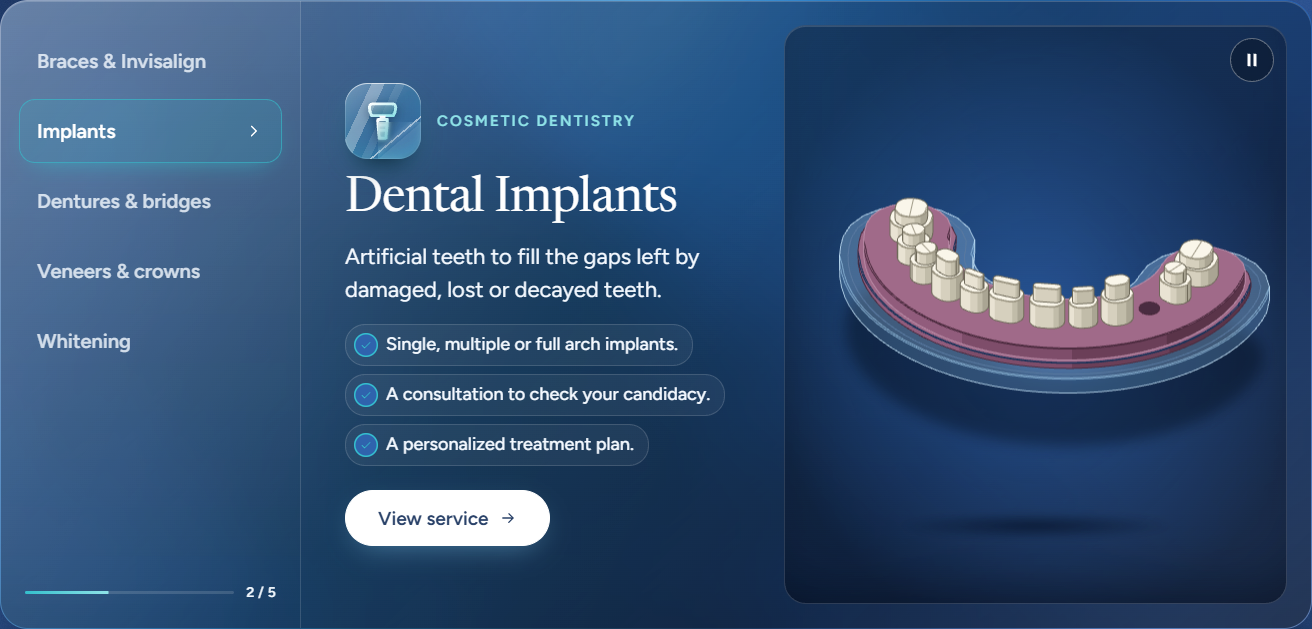 Braces & Invisalign
Implants
Dentures & bridges
Veneers & crowns
Whitening
2 / 5
COSMETIC DENTISTRY
Dental Implants
Artificial teeth to fill the gaps left by
damaged, lost or decayed teeth.
Single, multiple or full arch implants.
A consultation to check your candidacy.
A personalized treatment plan.
View service